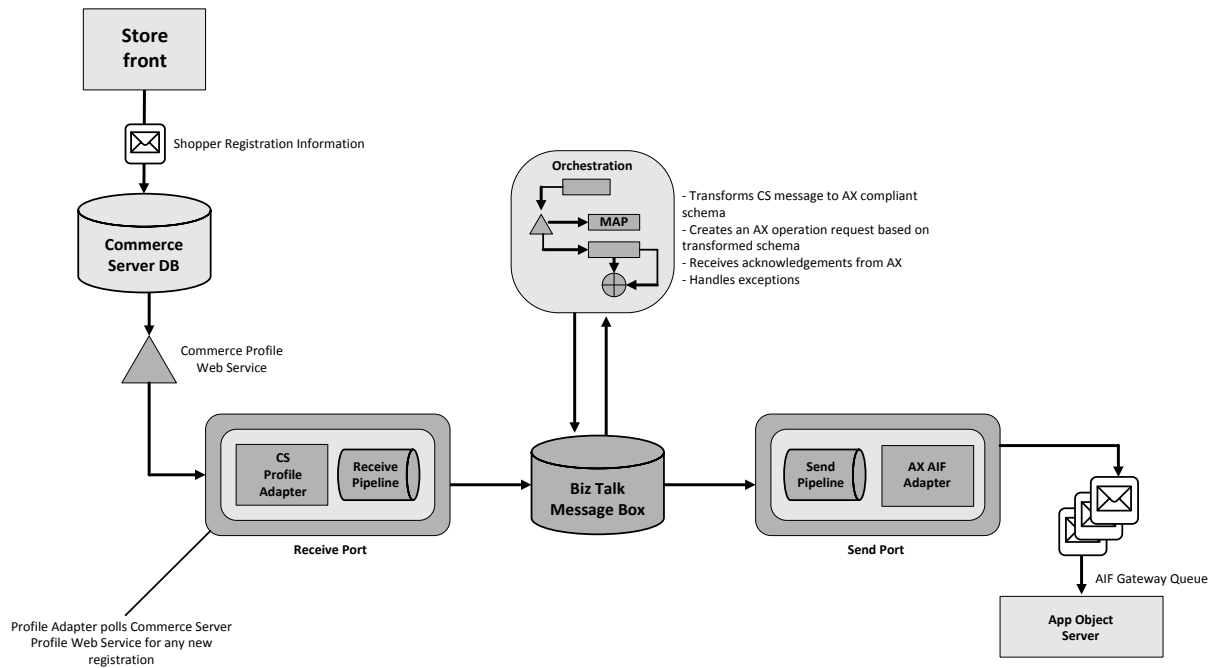 Store
front
Shopper Registration Information
Commerce
Server DB
Commerce Profile
Web Service
Orchestration
MAP
- Transforms CS message to AX compliant
schema
- Creates an AX operation request based on
transformed schema
- Receives acknowledgements from AX
- Handles exceptions
CS
Profile
Adapter
Receive
Pipeline
Receive Port
Biz Talk
Message Box
Send
Pipeline
AX AIF
Adapter
Send Port
AIF Gateway Queue
App Object
Server
Profile Adapter polls Commerce Server
Profile Web Service for any new
registration